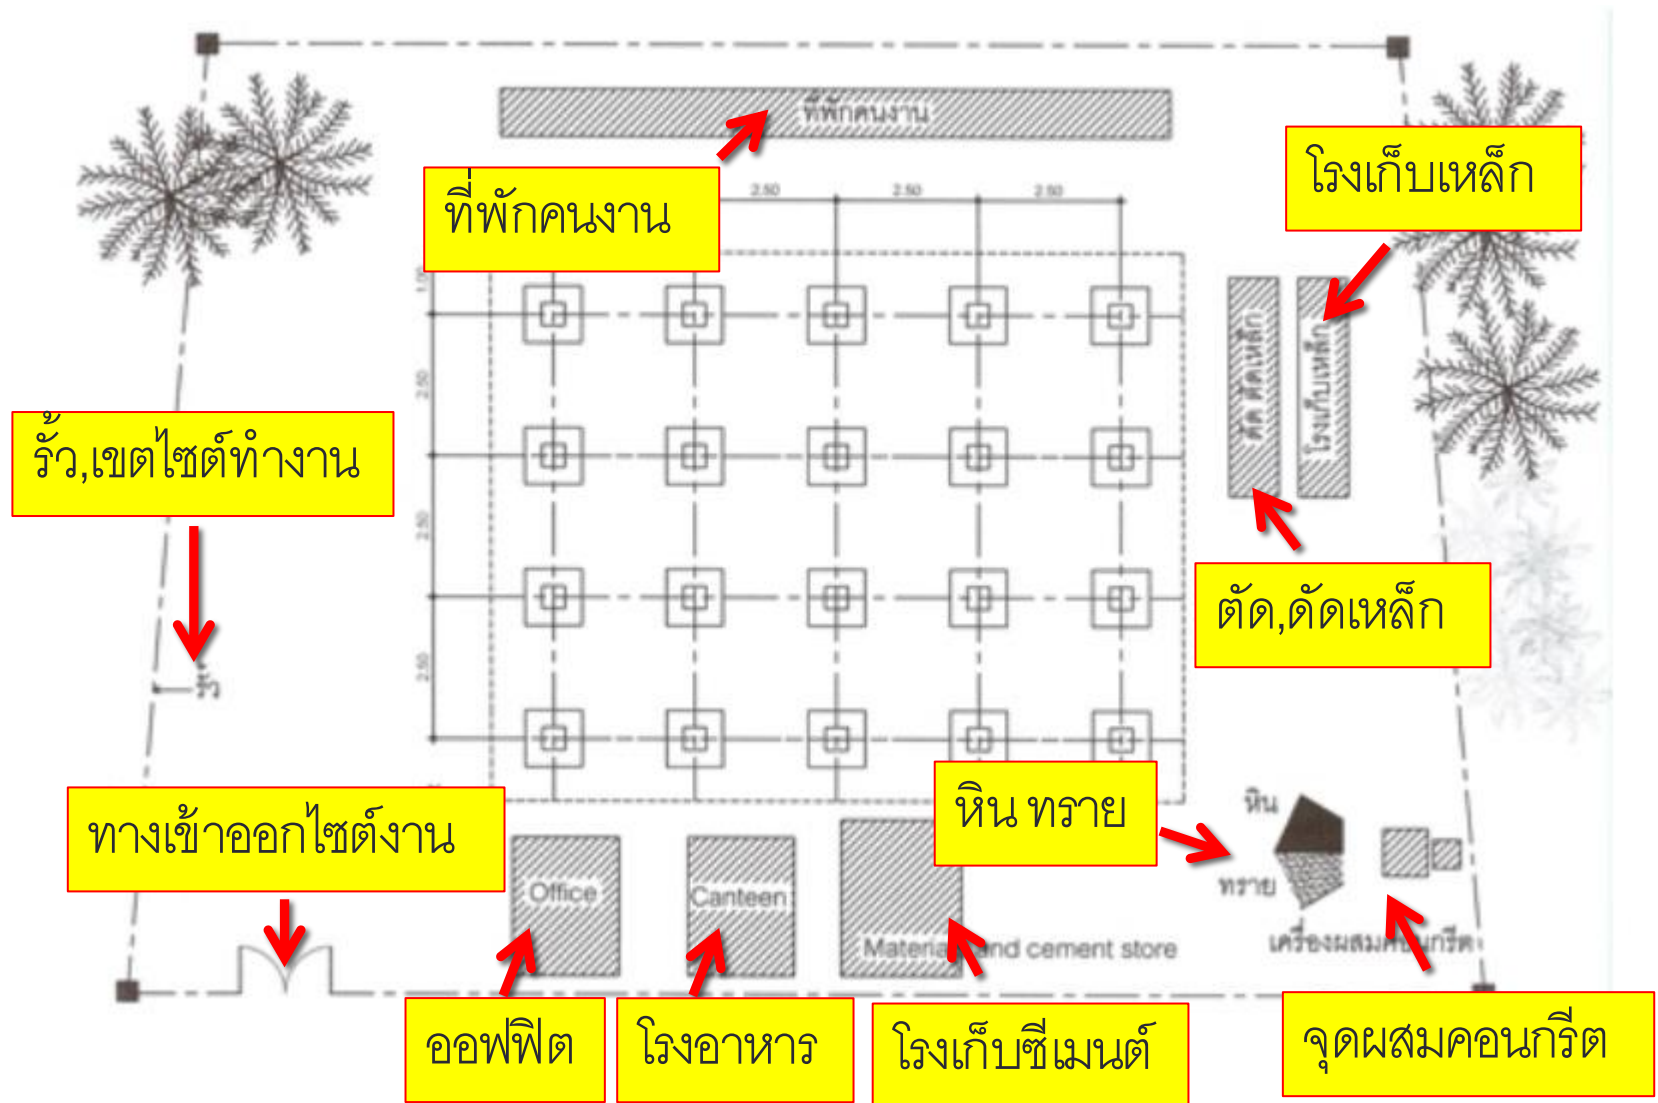 ที่พักคนงาน
โรงเก็บเหล็ก
ที่พักคนงาน
2.50
2.50
2.50
1.00
2.50
2.50
2.50
ดัด ตัดเหล็ก
โรงเก็บเหล็ก
รั้ว,เขตไซต์ทำงาน
ตัด,ดัดเหล็ก
รั้ว
หิน ทราย
หิน
ทางเข้าออกไซต์งาน
ทราย
Office
Canteen
Material and cement store
เครื่องผสมคอนกรีต
ออฟฟิต
โรงอาหาร
โรงเก็บซีเมนต์
จุดผสมคอนกรีต